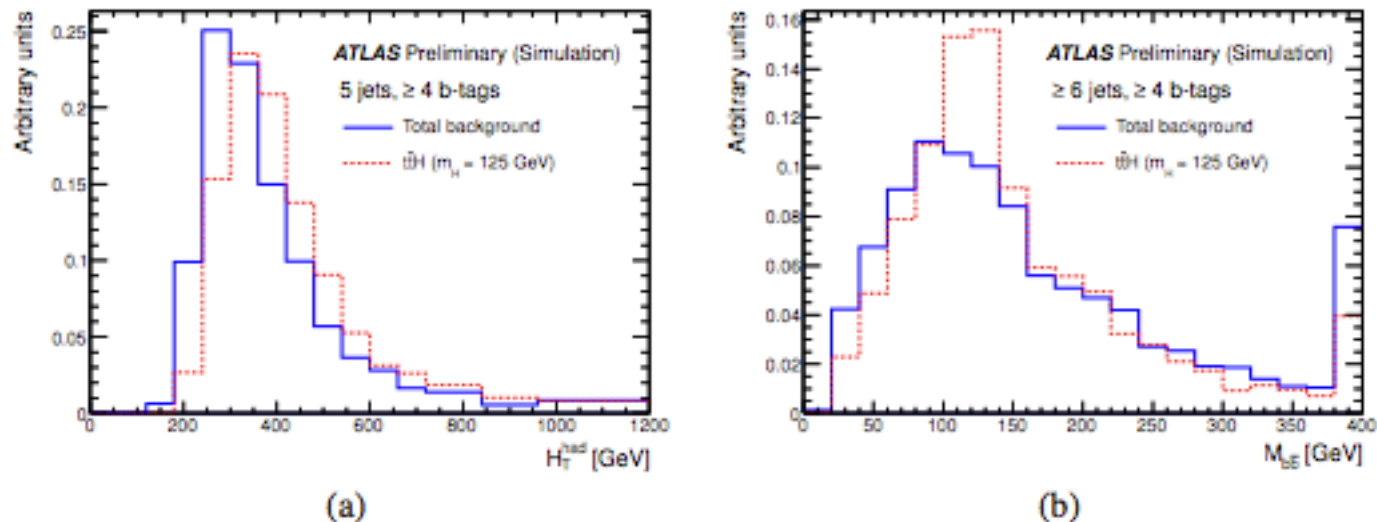 Arbitrary units
0.25
0.2
0.15
0.1
0.05
0
ATLAS Preliminary (Simulation)
5 jets, ≥ 4 b-tags
Total background
tt̄H (m_H = 125 GeV)
0 200 400 600 800 1000 1200
H_T^had [GeV]
(a)
Arbitrary units
0.16
0.14
0.12
0.1
0.08
0.06
0.04
0.02
0
ATLAS Preliminary (Simulation)
≥ 6 jets, ≥ 4 b-tags
Total background
tt̄H (m_H = 125 GeV)
0 50 100 150 200 250 300 350 400
M_bb̄ [GeV]
(b)